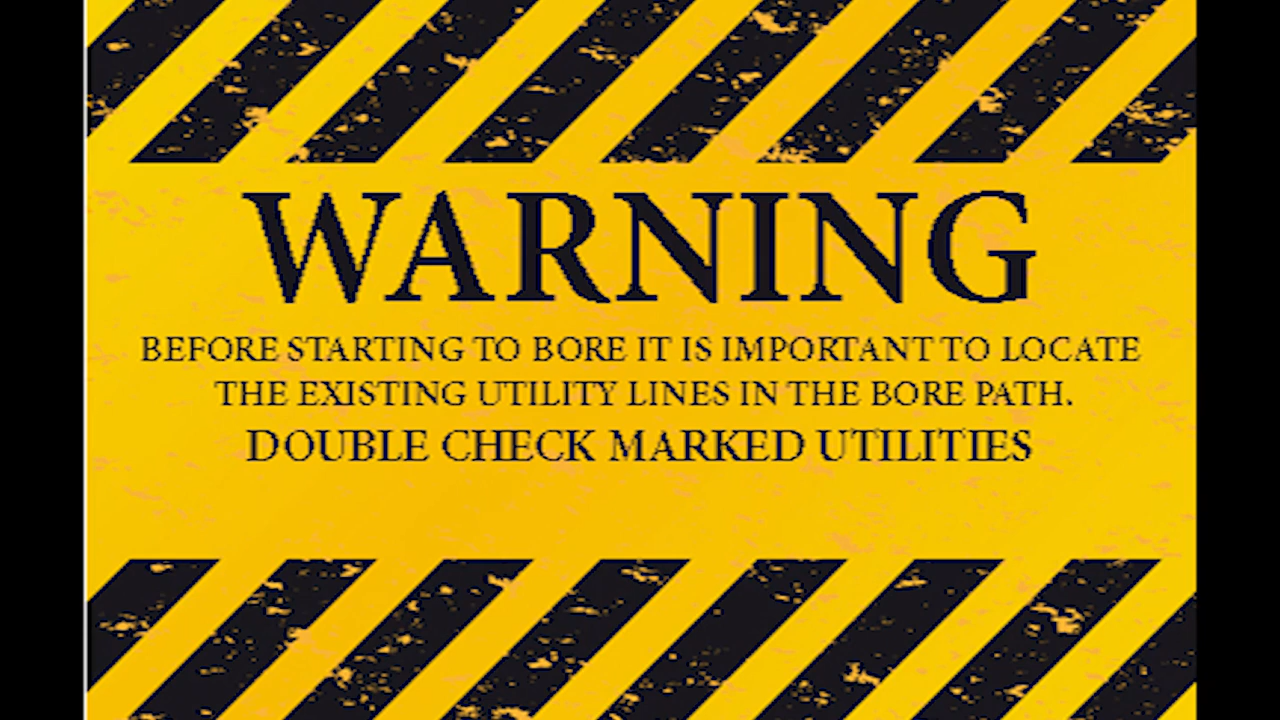 WARNING
BEFORE STARTING TO BORE IT IS IMPORTANT TO LOCATE
THE EXISTING UTILITY LINES IN THE BORE PATH.
DOUBLE CHECK MARKED UTILITIES